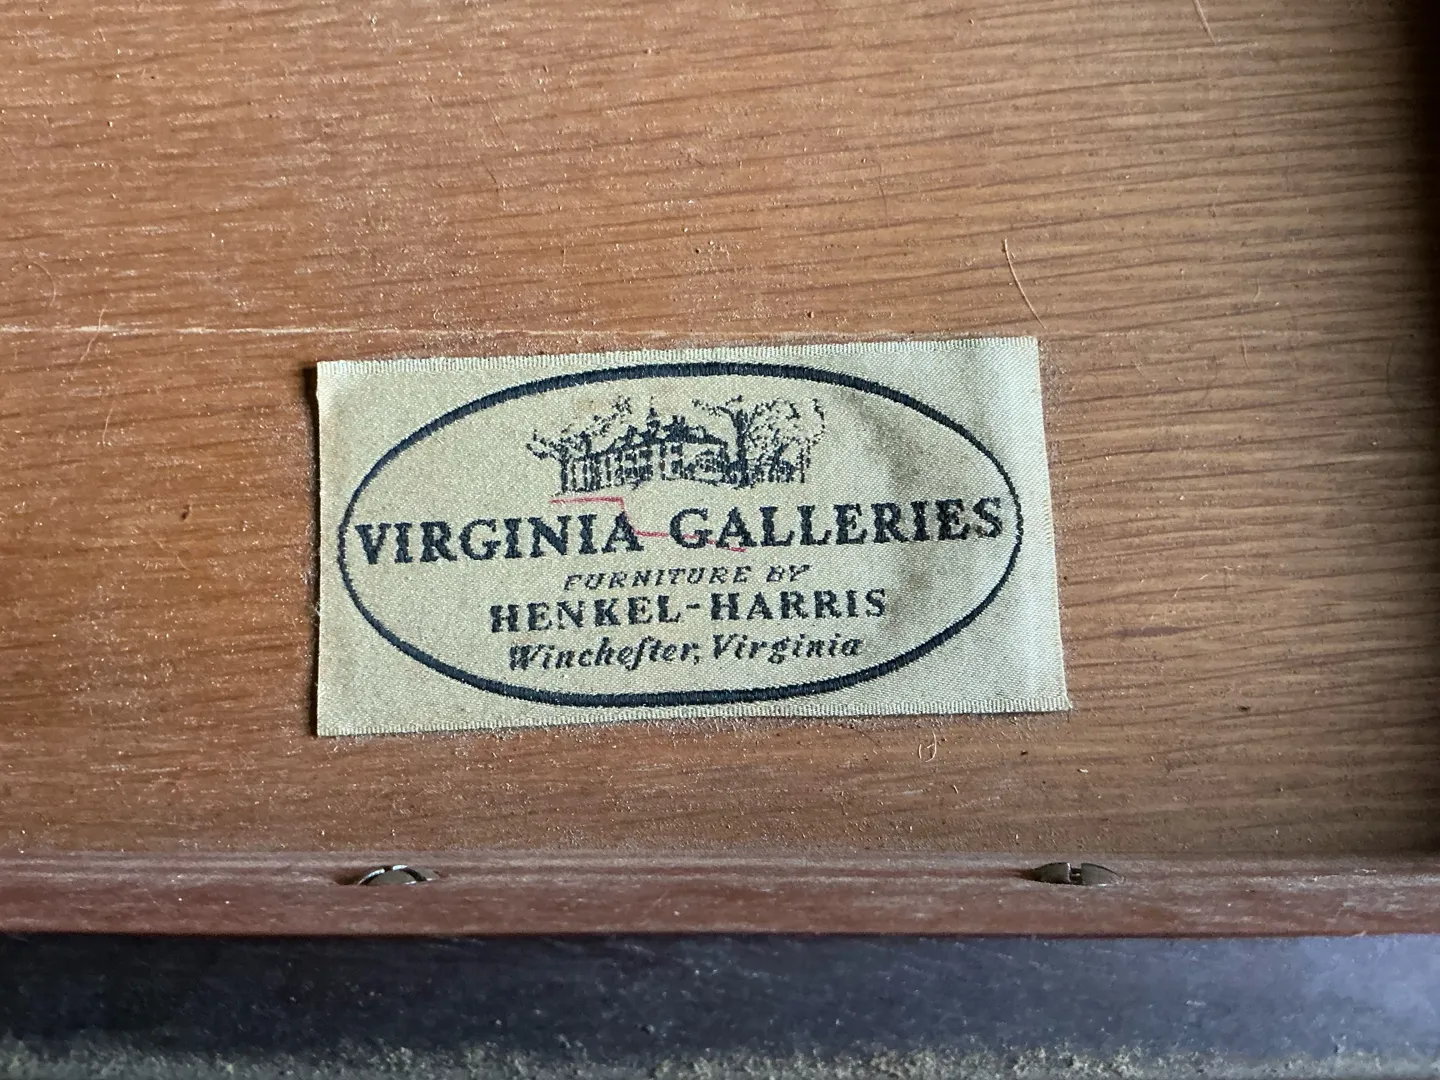 VIRGINIA GALLERIES
FURNITURE BY
HENKEL-HARRIS
Wincheſter, Virginia